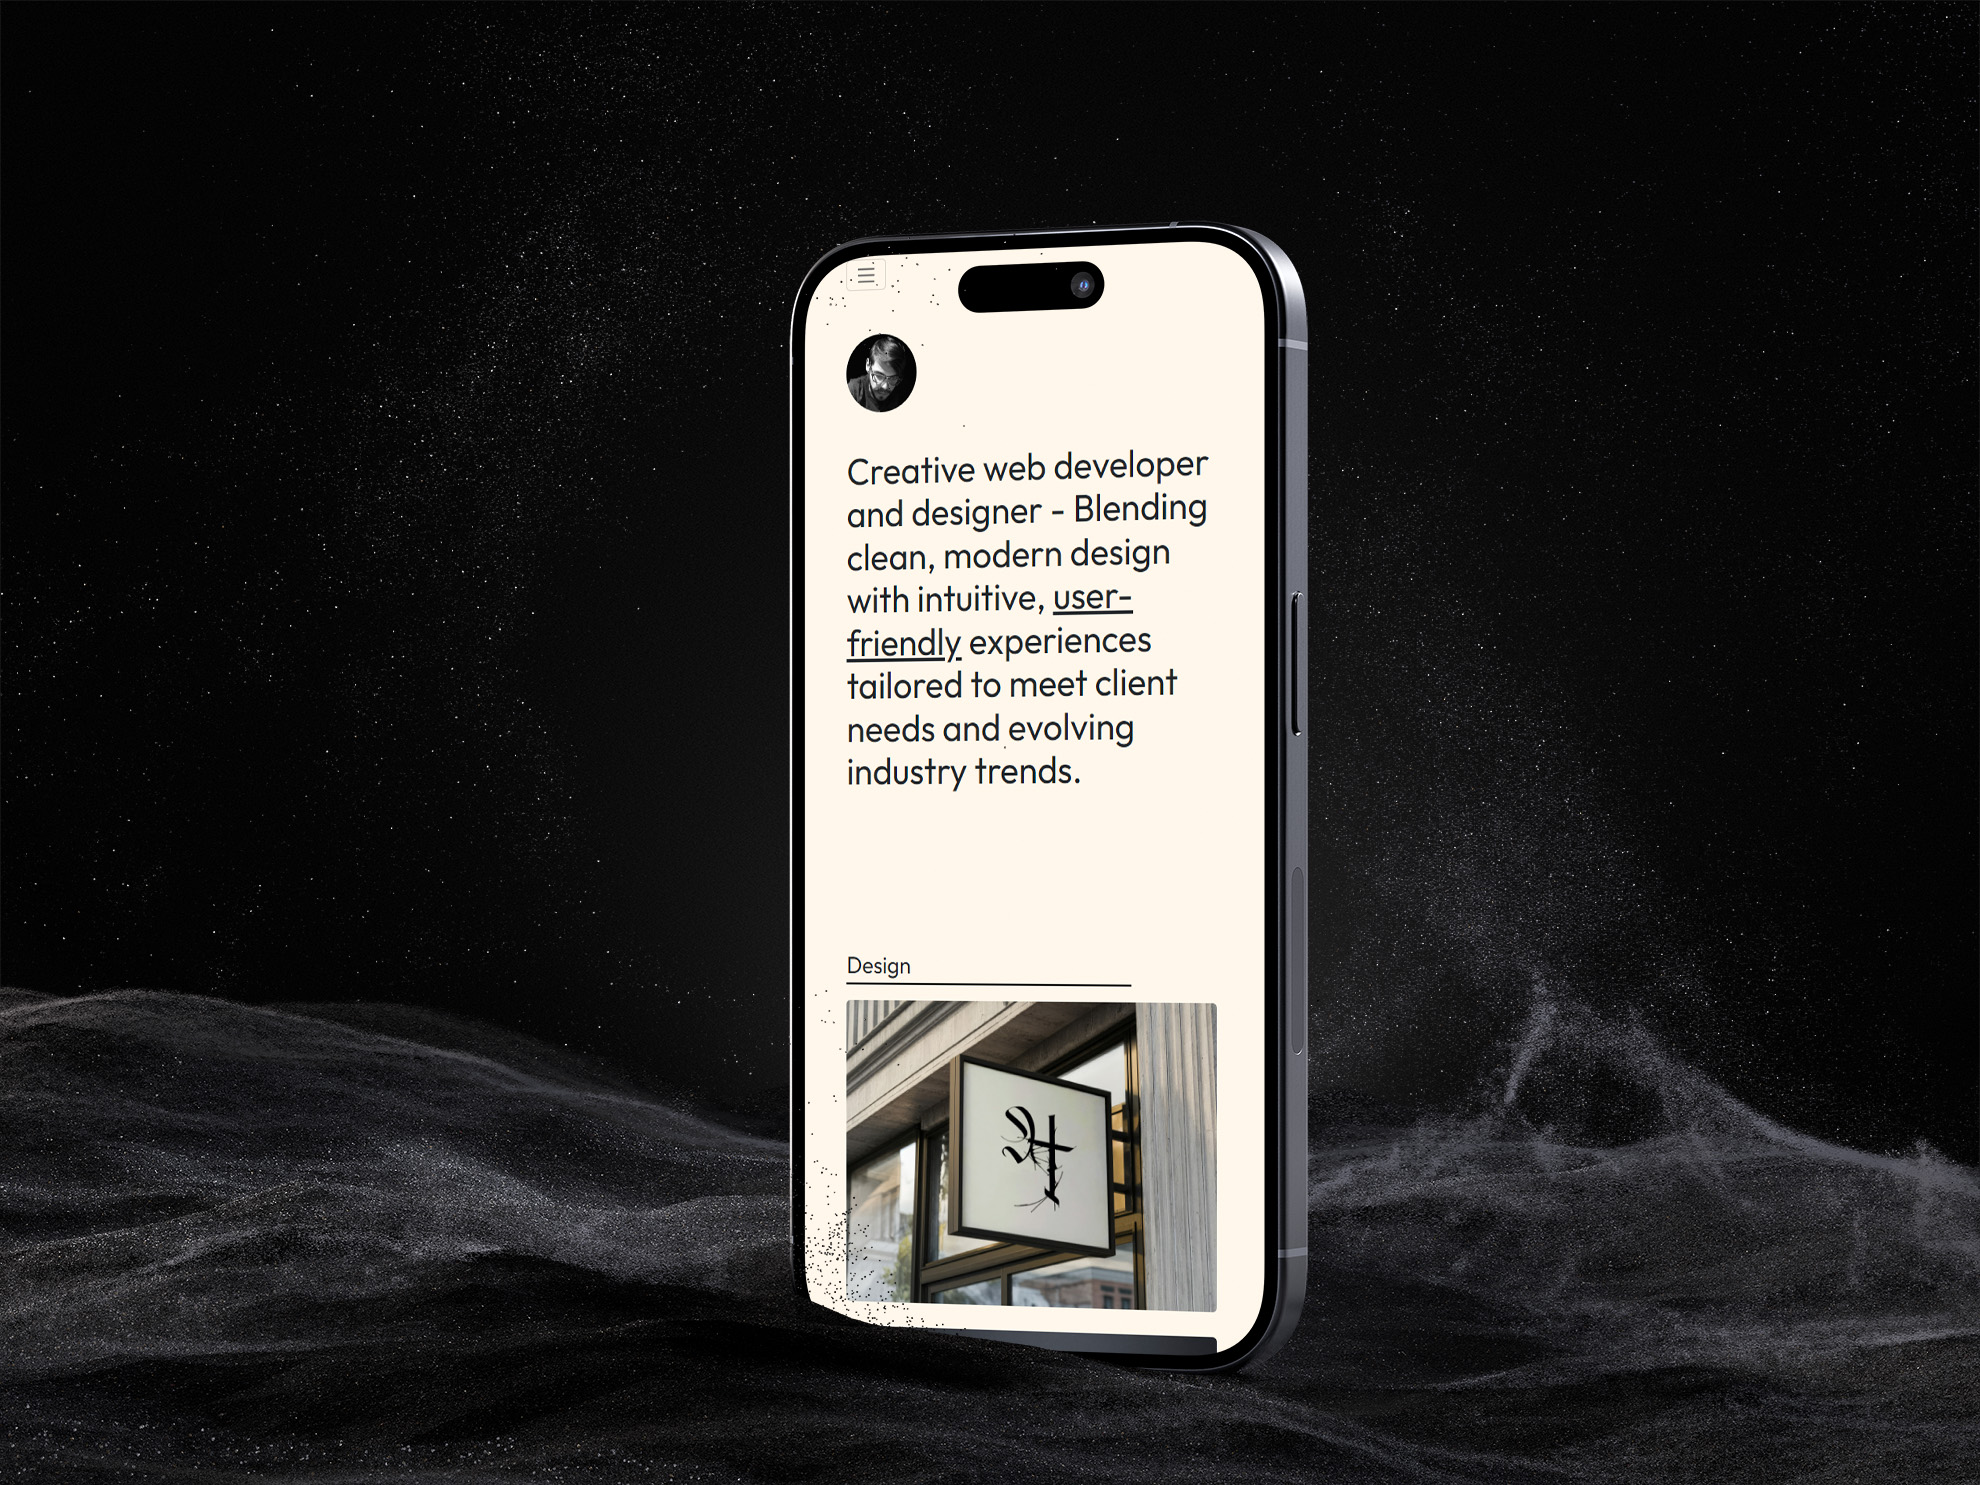 Creative web developer
and designer - Blending
clean, modern design
with intuitive, user-
friendly experiences
tailored to meet client
needs and evolving
industry trends.
Design